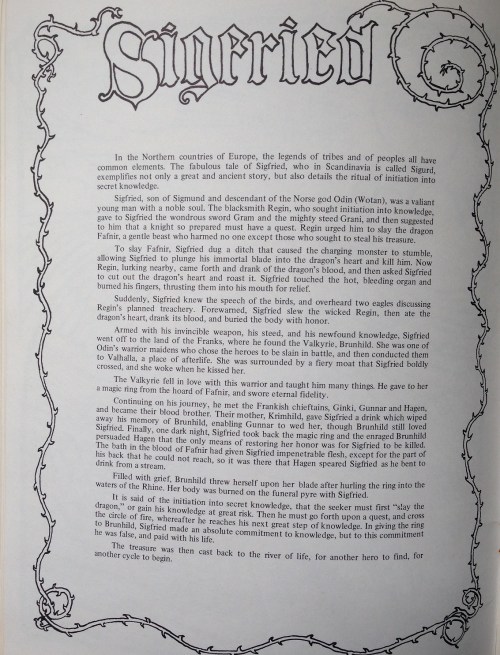 Sigfried
In the Northern countries of Europe, the legends of tribes and of peoples all have
common elements. The fabulous tale of Sigfried, who in Scandinavia is called Sigurd,
exemplifies not only a great and ancient story, but also details the ritual of initiation into
secret knowledge.
Sigfried, son of Sigmund and descendant of the Norse god Odin (Wotan), was a valiant
young man with a noble soul. The blacksmith Regin, who sought initiation into knowledge,
gave to Sigfried the wondrous sword Gram and the mighty steed Grani, and then suggested
to him that a knight so prepared must have a quest. Regin urged him to slay the dragon
Fafnir, a gentle beast who harmed no one except those who sought to steal his treasure.
To slay Fafnir, Sigfried dug a ditch that caused the charging monster to stumble,
allowing Sigfried to plunge his immortal blade into the dragon's heart and kill him. Now
Regin, lurking nearby, came forth and drank of the dragon's blood, and then asked Sigfried
to cut out the dragon's heart and roast it. Sigfried touched the hot, bleeding organ and
burned his fingers, thrusting them into his mouth for relief.
Suddenly, Sigfried knew the speech of the birds, and overheard two eagles discussing
Regin's planned treachery. Forewarned, Sigfried slew the wicked Regin, then ate the
dragon's heart, drank its blood, and buried the body with honor.
Armed with his invincible weapon, his steed, and his newfound knowledge, Sigfried
went off to the land of the Franks, where he found the Valkyrie, Brunhild. She was one of
Odin's warrior maidens who chose the heroes to be slain in battle, and then conducted them
to Valhalla, a place of afterlife. She was surrounded by a fiery moat that Sigfried boldly
crossed, and she woke when he kissed her.
The Valkyrie fell in love with this warrior and taught him many things. He gave to her
a magic ring from the hoard of Fafnir, and swore eternal fidelity.
Continuing on his journey, he met the Frankish chieftains, Ginki, Gunnar and Hagen,
and became their blood brother. Their mother, Krimhild, gave Sigfried a drink which wiped
away his memory of Brunhild, enabling Gunnar to wed her, though Brunhild still loved
Sigfried. Finally, one dark night, Sigfried took back the magic ring and the enraged Brunhild
persuaded Hagen that the only means of restoring her honor was for Sigfried to be killed.
The bath in the blood of Fafnir had given Sigfried impenetrable flesh, except for the part of
his back that he could not reach, so it was there that Hagen speared Sigfried as he bent to
drink from a stream.
Filled with grief, Brunhild threw herself upon her blade after hurling the ring into the
waters of the Rhine. Her body was burned on the funeral pyre with Sigfried.
It is said of the initiation into secret knowledge, that the seeker must first "slay the
dragon," or gain his knowledge at great risk. Then he must go forth upon a quest, and cross
the circle of fire, whereafter he reaches his next great step of knowledge. In giving the ring
to Brunhild, Sigfried made an absolute commitment to knowledge, but to this commitment
he was false, and paid with his life.
The treasure was then cast back to the river of life, for another hero to find, for
another cycle to begin.